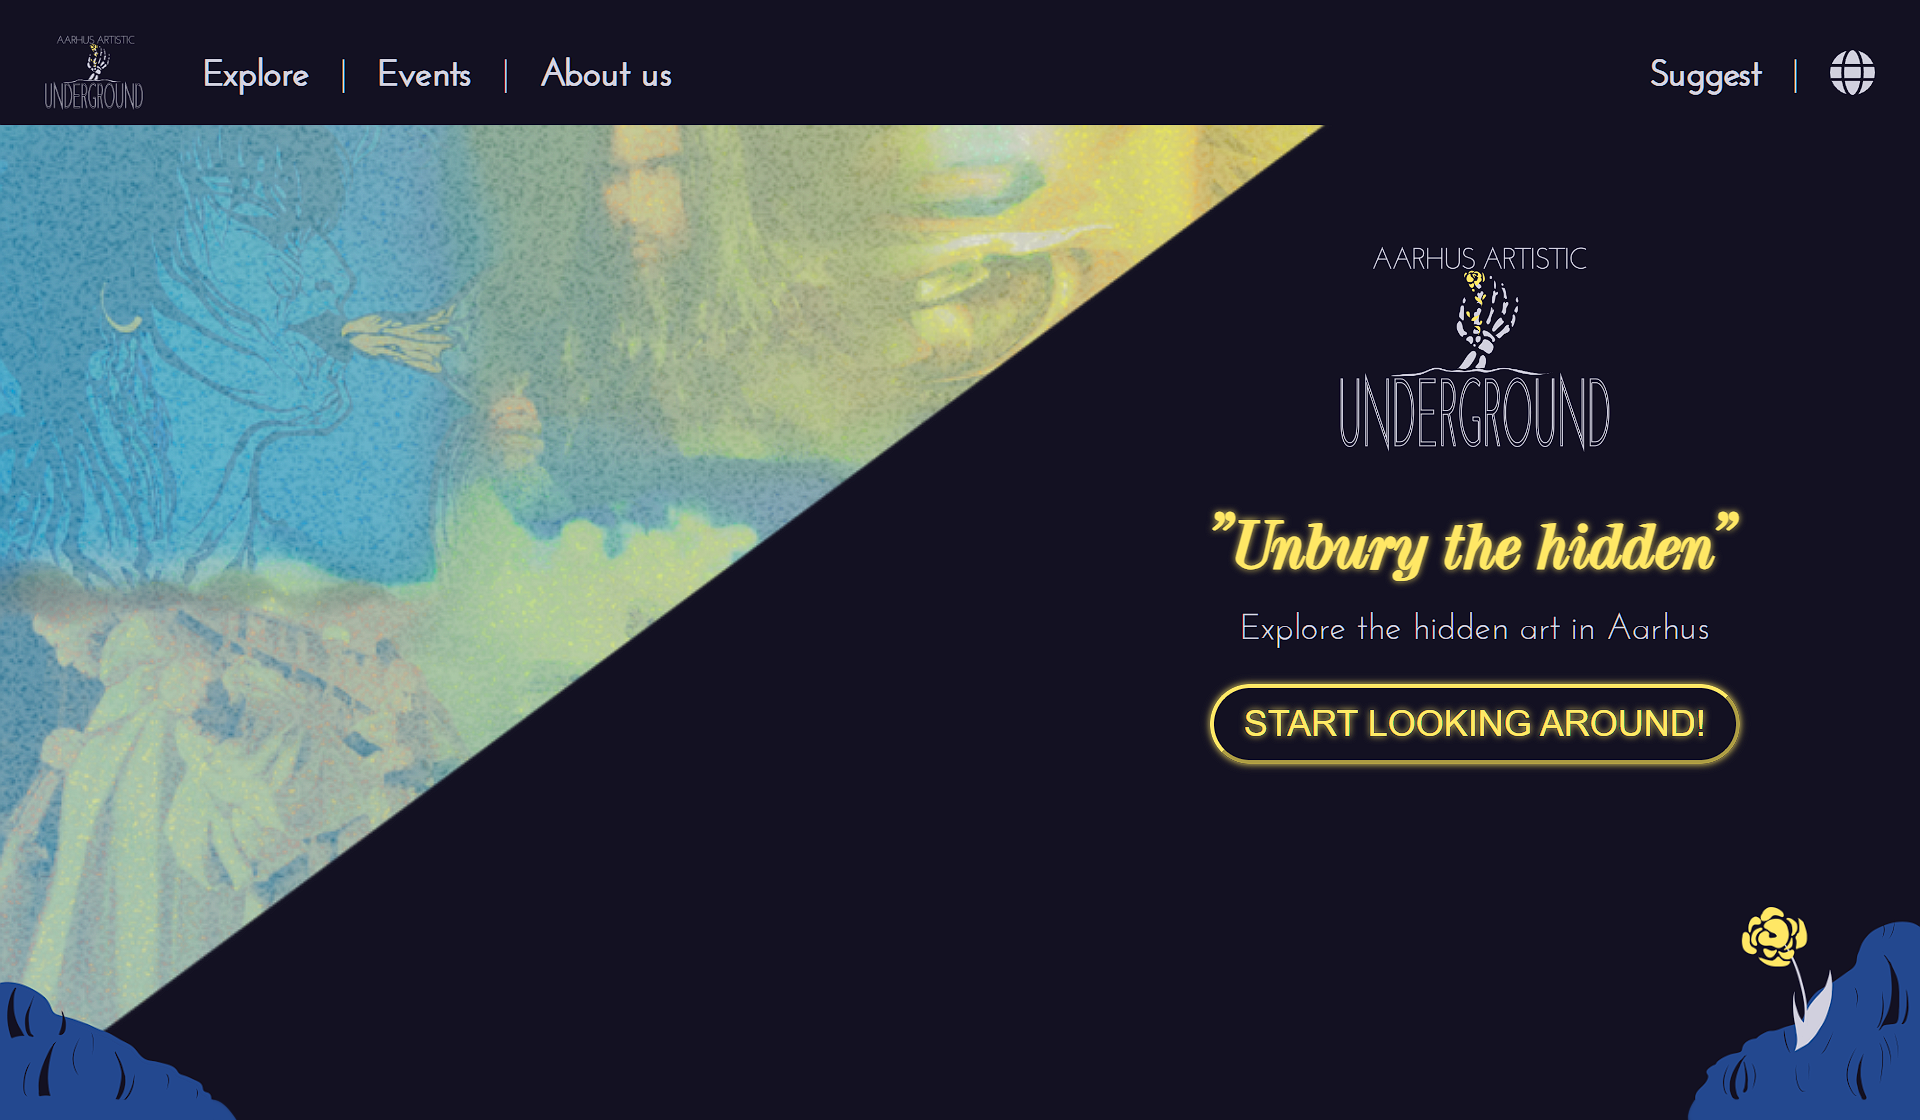 AARHUS ARTISTIC
UNDERGROUND
Explore | Events | About us
Suggest |
AARHUS ARTISTIC
UNDERGROUND
”Unbury the hidden”
Explore the hidden art in Aarhus
START LOOKING AROUND!